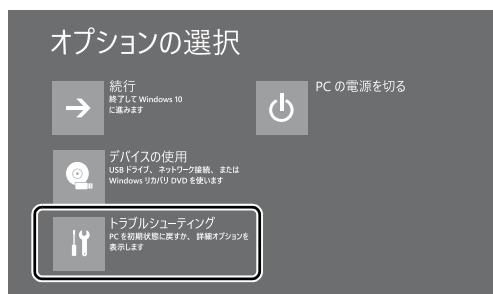 オプションの選択
続行
終了して Windows 10
に進みます
PC の電源を切る
デバイスの使用
USB ドライブ、ネットワーク接続、または
Windows リカバリ DVD を使います
トラブルシューティング
PC を初期状態に戻すか、詳細オプションを
表示します